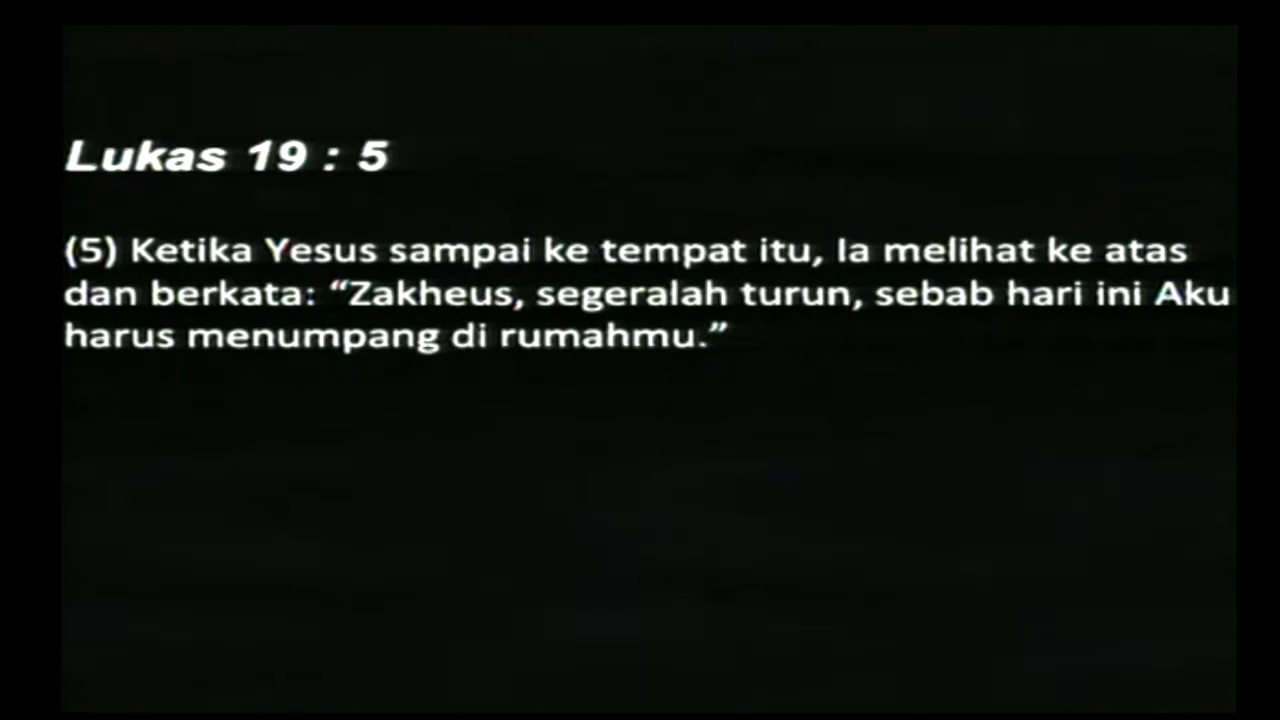 Lukas 19 : 5
(5) Ketika Yesus sampai ke tempat itu, Ia melihat ke atas
dan berkata: “Zakheus, segeralah turun, sebab hari ini Aku
harus menumpang di rumahmu.”